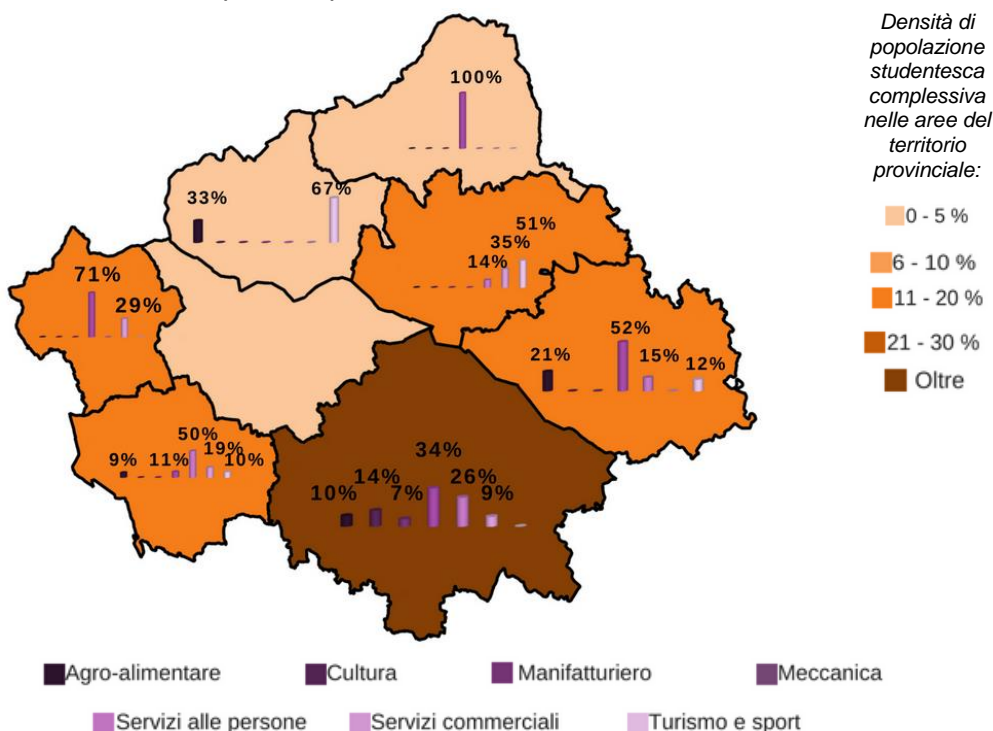 Densità di
popolazione
studentesca
complessiva
nelle aree del
territorio
provinciale:
0 - 5 %
6 - 10 %
11 - 20 %
21 - 30 %
Oltre
100%
33%
67%
51%
35%
14%
71%
29%
52%
21%
15%
12%
50%
9%
11%
19%
10%
34%
14%
26%
10%
7%
9%
Agro-alimentare Cultura Manifatturiero Meccanica
Servizi alle persone Servizi commerciali Turismo e sport